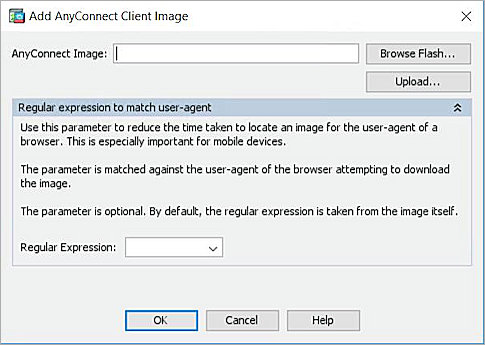 Add AnyConnect Client Image
AnyConnect Image:
Browse Flash...
Upload...
Regular expression to match user-agent
Use this parameter to reduce the time taken to locate an image for the user-agent of a
browser. This is especially important for mobile devices.
The parameter is matched against the user-agent of the browser attempting to download
the image.
The parameter is optional. By default, the regular expression is taken from the image itself.
Regular Expression:
OK
Cancel
Help